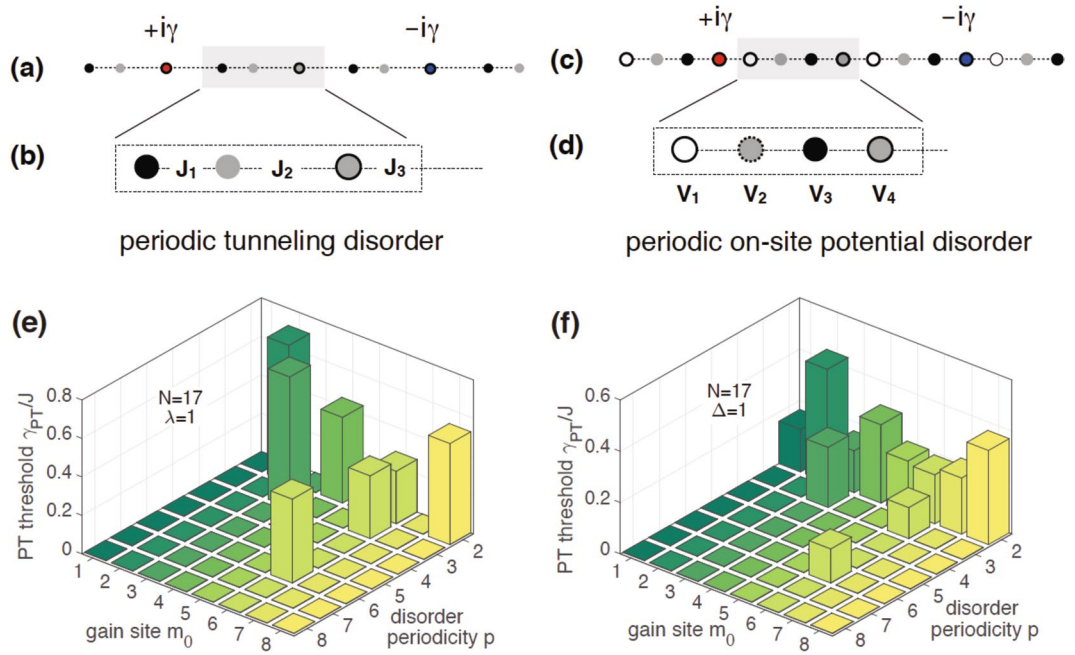 +iγ −iγ
(a)
(b) J1 J2 J3
periodic tunneling disorder
+iγ −iγ
(c)
(d)
V1 V2 V3 V4
periodic on-site potential disorder
(e)
PT threshold γPT/J
0.8
0.6
0.4
0.2
0
N=17
λ=1
1 2 3 4 5 6 7 8
gain site m0
8 7 6 5 4 3 2
disorder
periodicity p
(f)
PT threshold γPT/J
0.6
0.4
0.2
0
N=17
Δ=1
1 2 3 4 5 6 7 8
gain site m0
8 7 6 5 4 3 2
disorder
periodicity p